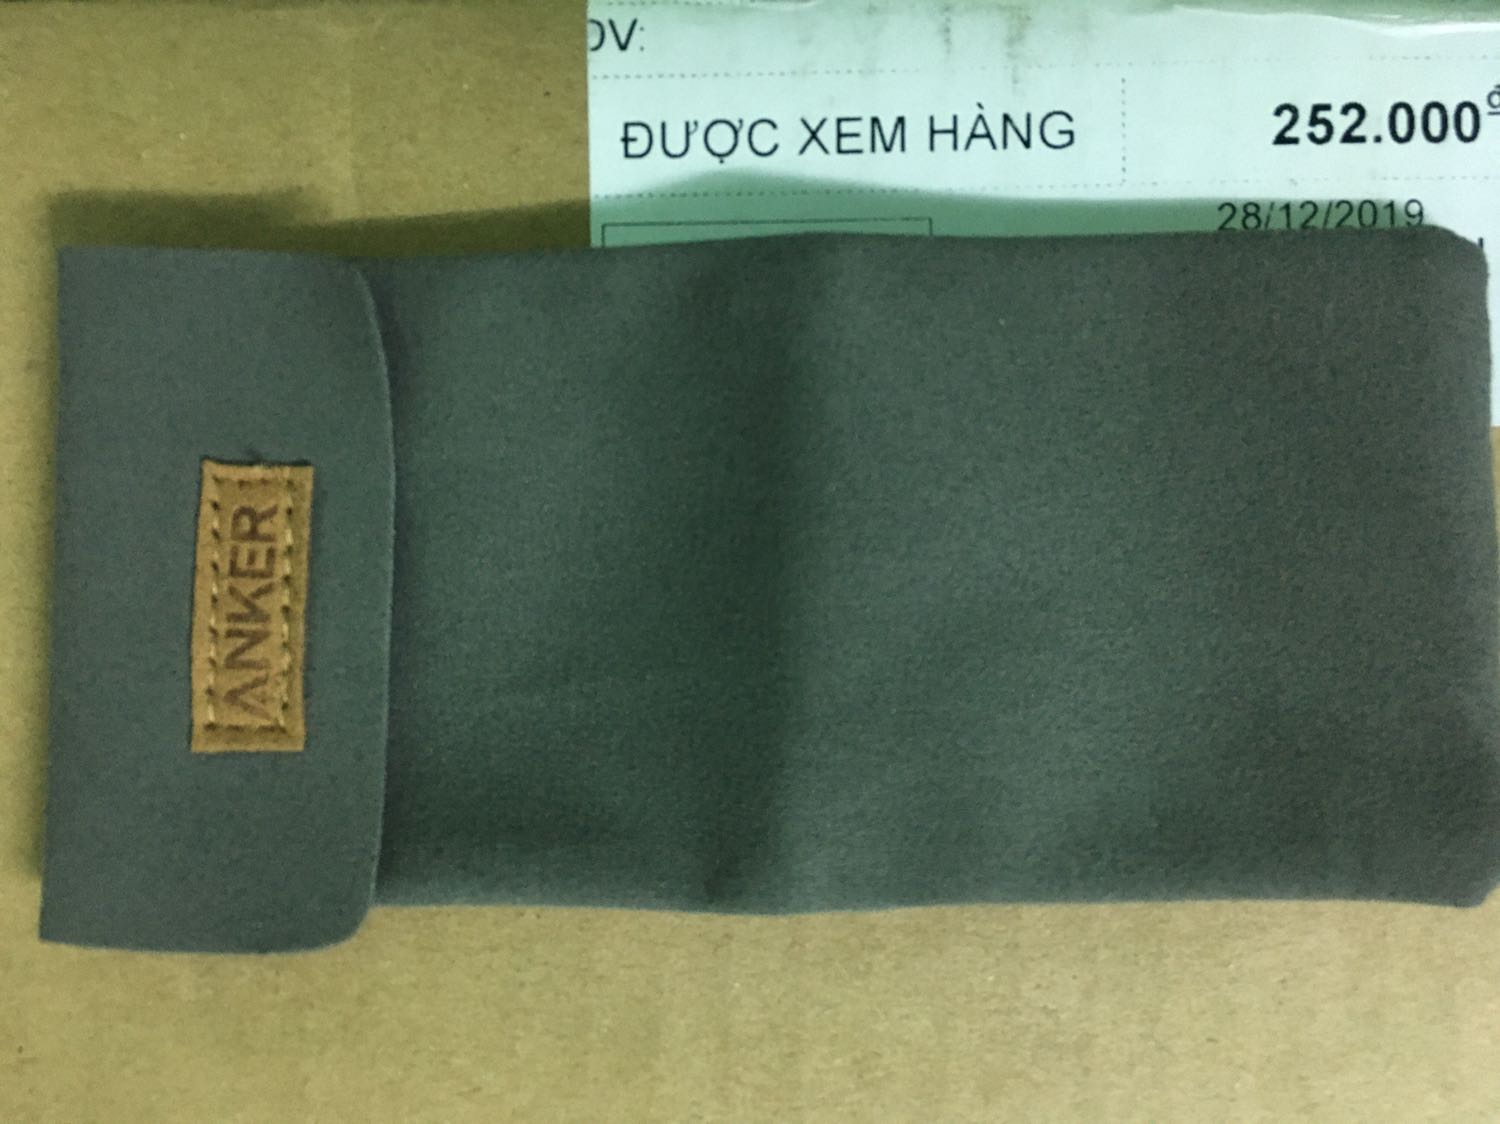 DV:
ĐƯỢC XEM HÀNG
252.000đ
28/12/2019
ANKER